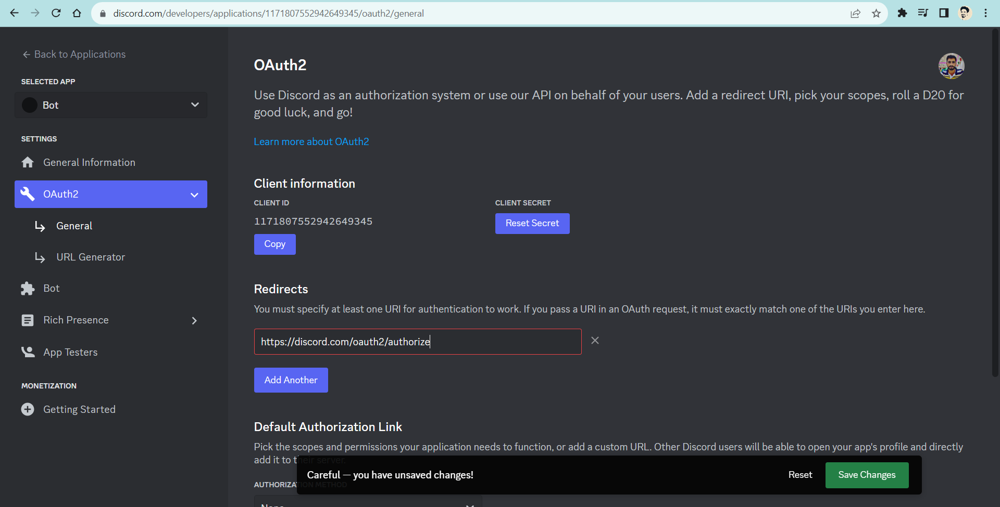 discord.com/developers/applications/1171807552942649345/oauth2/general
Back to Applications
SELECTED APP
Bot
SETTINGS
General Information
OAuth2
General
URL Generator
Bot
Rich Presence
App Testers
MONETIZATION
Getting Started
OAuth2
Use Discord as an authorization system or use our API on behalf of your users. Add a redirect URI, pick your scopes, roll a D20 for
good luck, and go!
Learn more about OAuth2
Client information
CLIENT ID
1171807552942649345
Copy
CLIENT SECRET
Reset Secret
Redirects
You must specify at least one URI for authentication to work. If you pass a URI in an OAuth request, it must exactly match one of the URIs you enter here.
https://discord.com/oauth2/authorize
Add Another
Default Authorization Link
Pick the scopes and permissions your application needs to function, or add a custom URL. Other Discord users will be able to open your app's profile and directly
add it to their server.
AUTHORIZATION METHOD
None
Careful — you have unsaved changes!
Reset
Save Changes